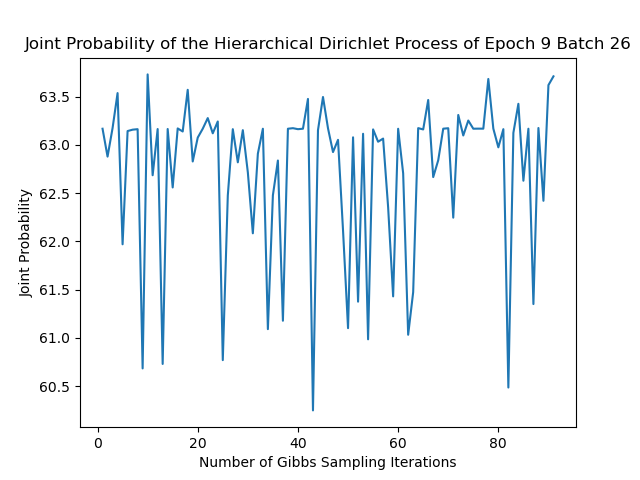 Joint Probability of the Hierarchical Dirichlet Process of Epoch 9 Batch 26
Joint Probability
63.5
63.0
62.5
62.0
61.5
61.0
60.5
0 20 40 60 80
Number of Gibbs Sampling Iterations